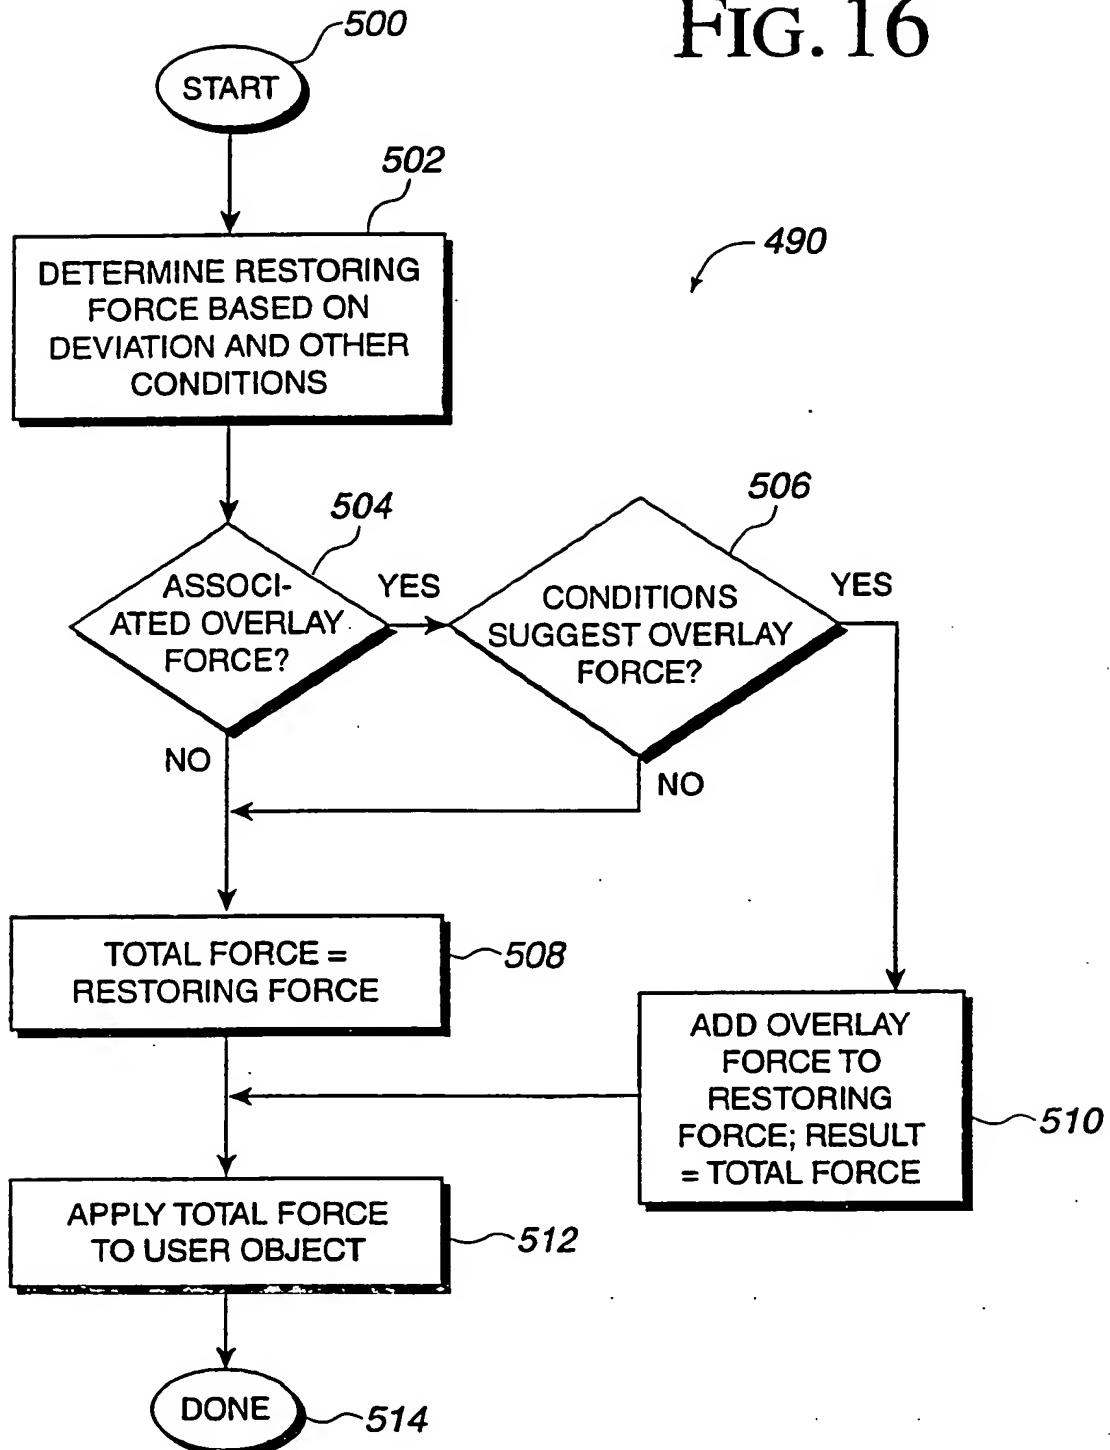 FIG. 16
500
START
502
490
DETERMINE RESTORING
FORCE BASED ON
DEVIATION AND OTHER
CONDITIONS
504
506
ASSOCI-
ATED OVERLAY
FORCE?
YES
CONDITIONS
SUGGEST OVERLAY
FORCE?
YES
NO
NO
TOTAL FORCE =
RESTORING FORCE
508
ADD OVERLAY
FORCE TO
RESTORING
FORCE; RESULT
= TOTAL FORCE
510
APPLY TOTAL FORCE
TO USER OBJECT
512
DONE
514